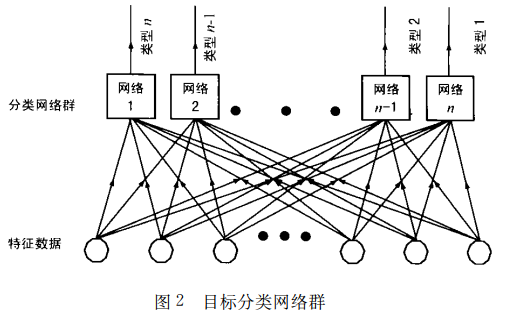 类型 n
类型 n-1
类型 2
类型 1
网络
1
网络
2
网络
n-1
网络
n
分类网络群
特征数据
图 2 目标分类网络群